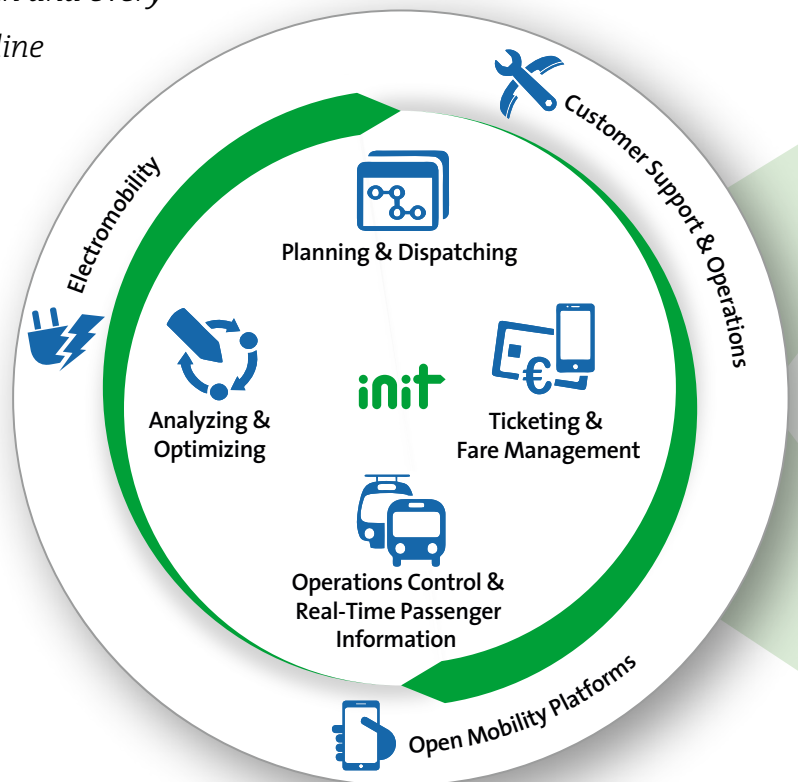 line
Electromobility
Customer Support & Operations
Planning & Dispatching
Analyzing &
Optimizing
init
€
Ticketing &
Fare Management
Operations Control &
Real-Time Passenger
Information
Open Mobility Platforms